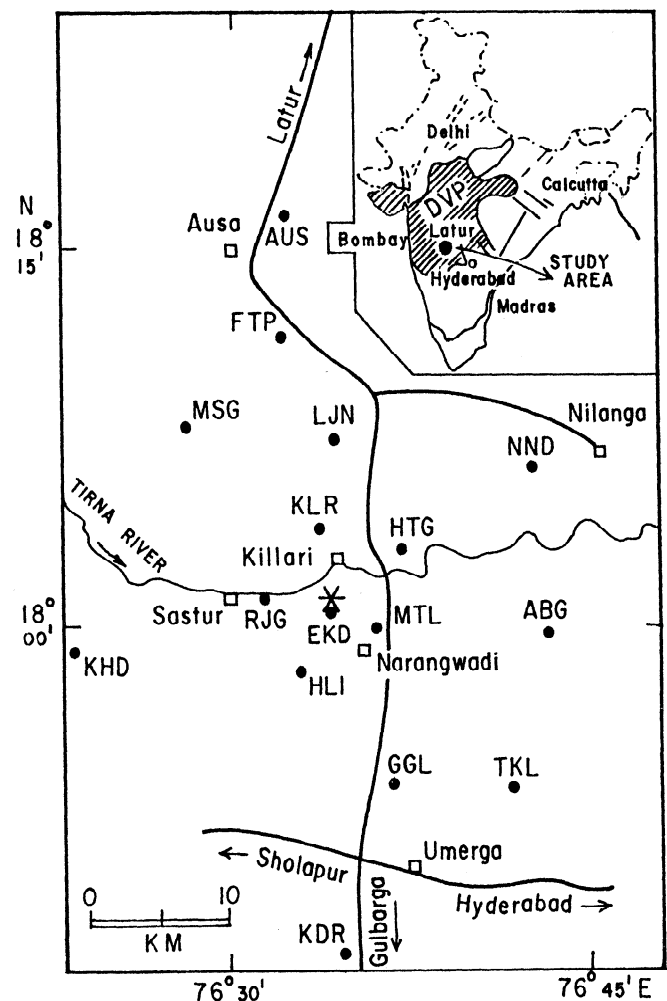 Latur
Delhi
Calcutta
DVP
N
18°
15'
Ausa
AUS
Bombay
Latur
Hyderabad
STUDY
AREA
Madras
FTP
MSG
LJN
Nilanga
NND
TIRNA RIVER
KLR
HTG
Killari
Sastur
RJG
EKD
MTL
ABG
18°
00'
KHD
HLI
Narangwadi
GGL
TKL
Umerga
Sholapur
Hyderabad
0 10
KM
KDR
Gulbarga
76° 30'
76° 45' E